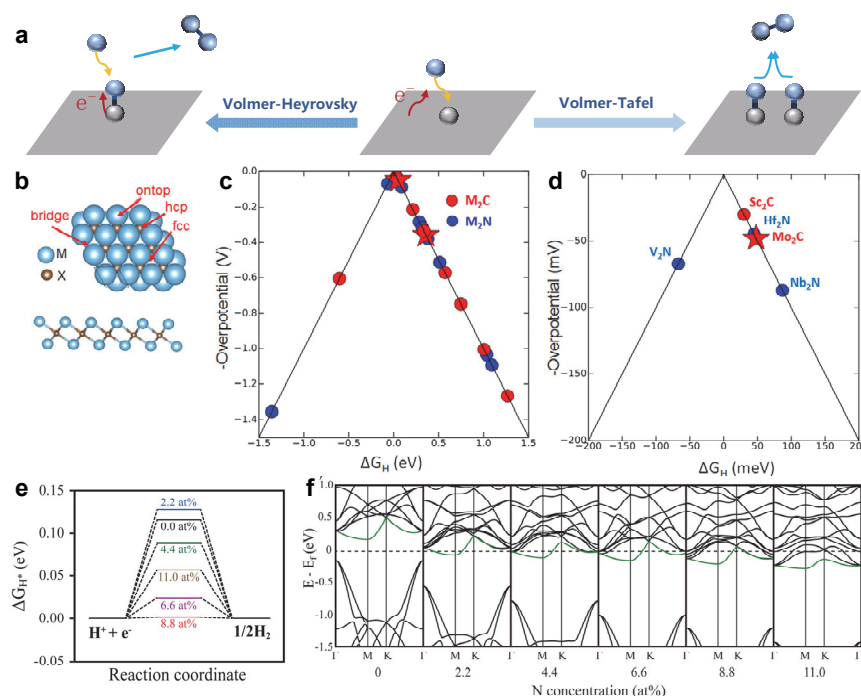 a
e⁻
Volmer-Heyrovsky
e⁻
Volmer-Tafel
b
ontop
hcp
fcc
bridge
M
X
c
M₂C
M₂N
-Overpotential (V)
0.0
−0.2
−0.4
−0.6
−0.8
−1.0
−1.2
−1.4
−1.5
−1.0
−0.5
0.0
0.5
1.0
1.5
ΔG_H (eV)
d
Sc₂C
Hf₂N
Mo₂C
V₂N
Nb₂N
-Overpotential (mV)
0
−50
−100
−150
−200
−200
−150
−100
−50
0
50
100
150
200
ΔG_H (meV)
e
ΔG_H* (eV)
0.15
0.10
0.05
0.00
-0.05
2.2 at%
0.0 at%
4.4 at%
11.0 at%
6.6 at%
8.8 at%
H⁺ + e⁻
1/2H₂
Reaction coordinate
f
E - E_f (eV)
1.0
0.5
0
-0.5
-1.0
-1.5
Γ M K Γ M K Γ M K Γ M K Γ M K Γ M K Γ
0 2.2 4.4 6.6 8.8 11.0
N concentration (at%)